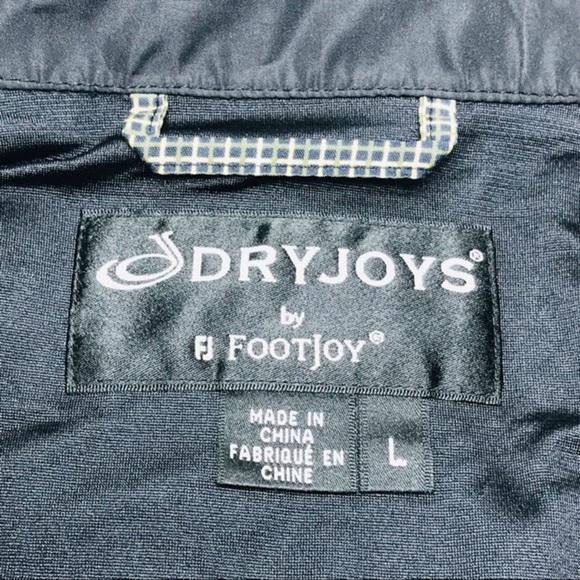 DRYJOYS®
by
FJ FOOTJOY®
MADE IN
CHINA
FABRIQUÉ EN
CHINE
L